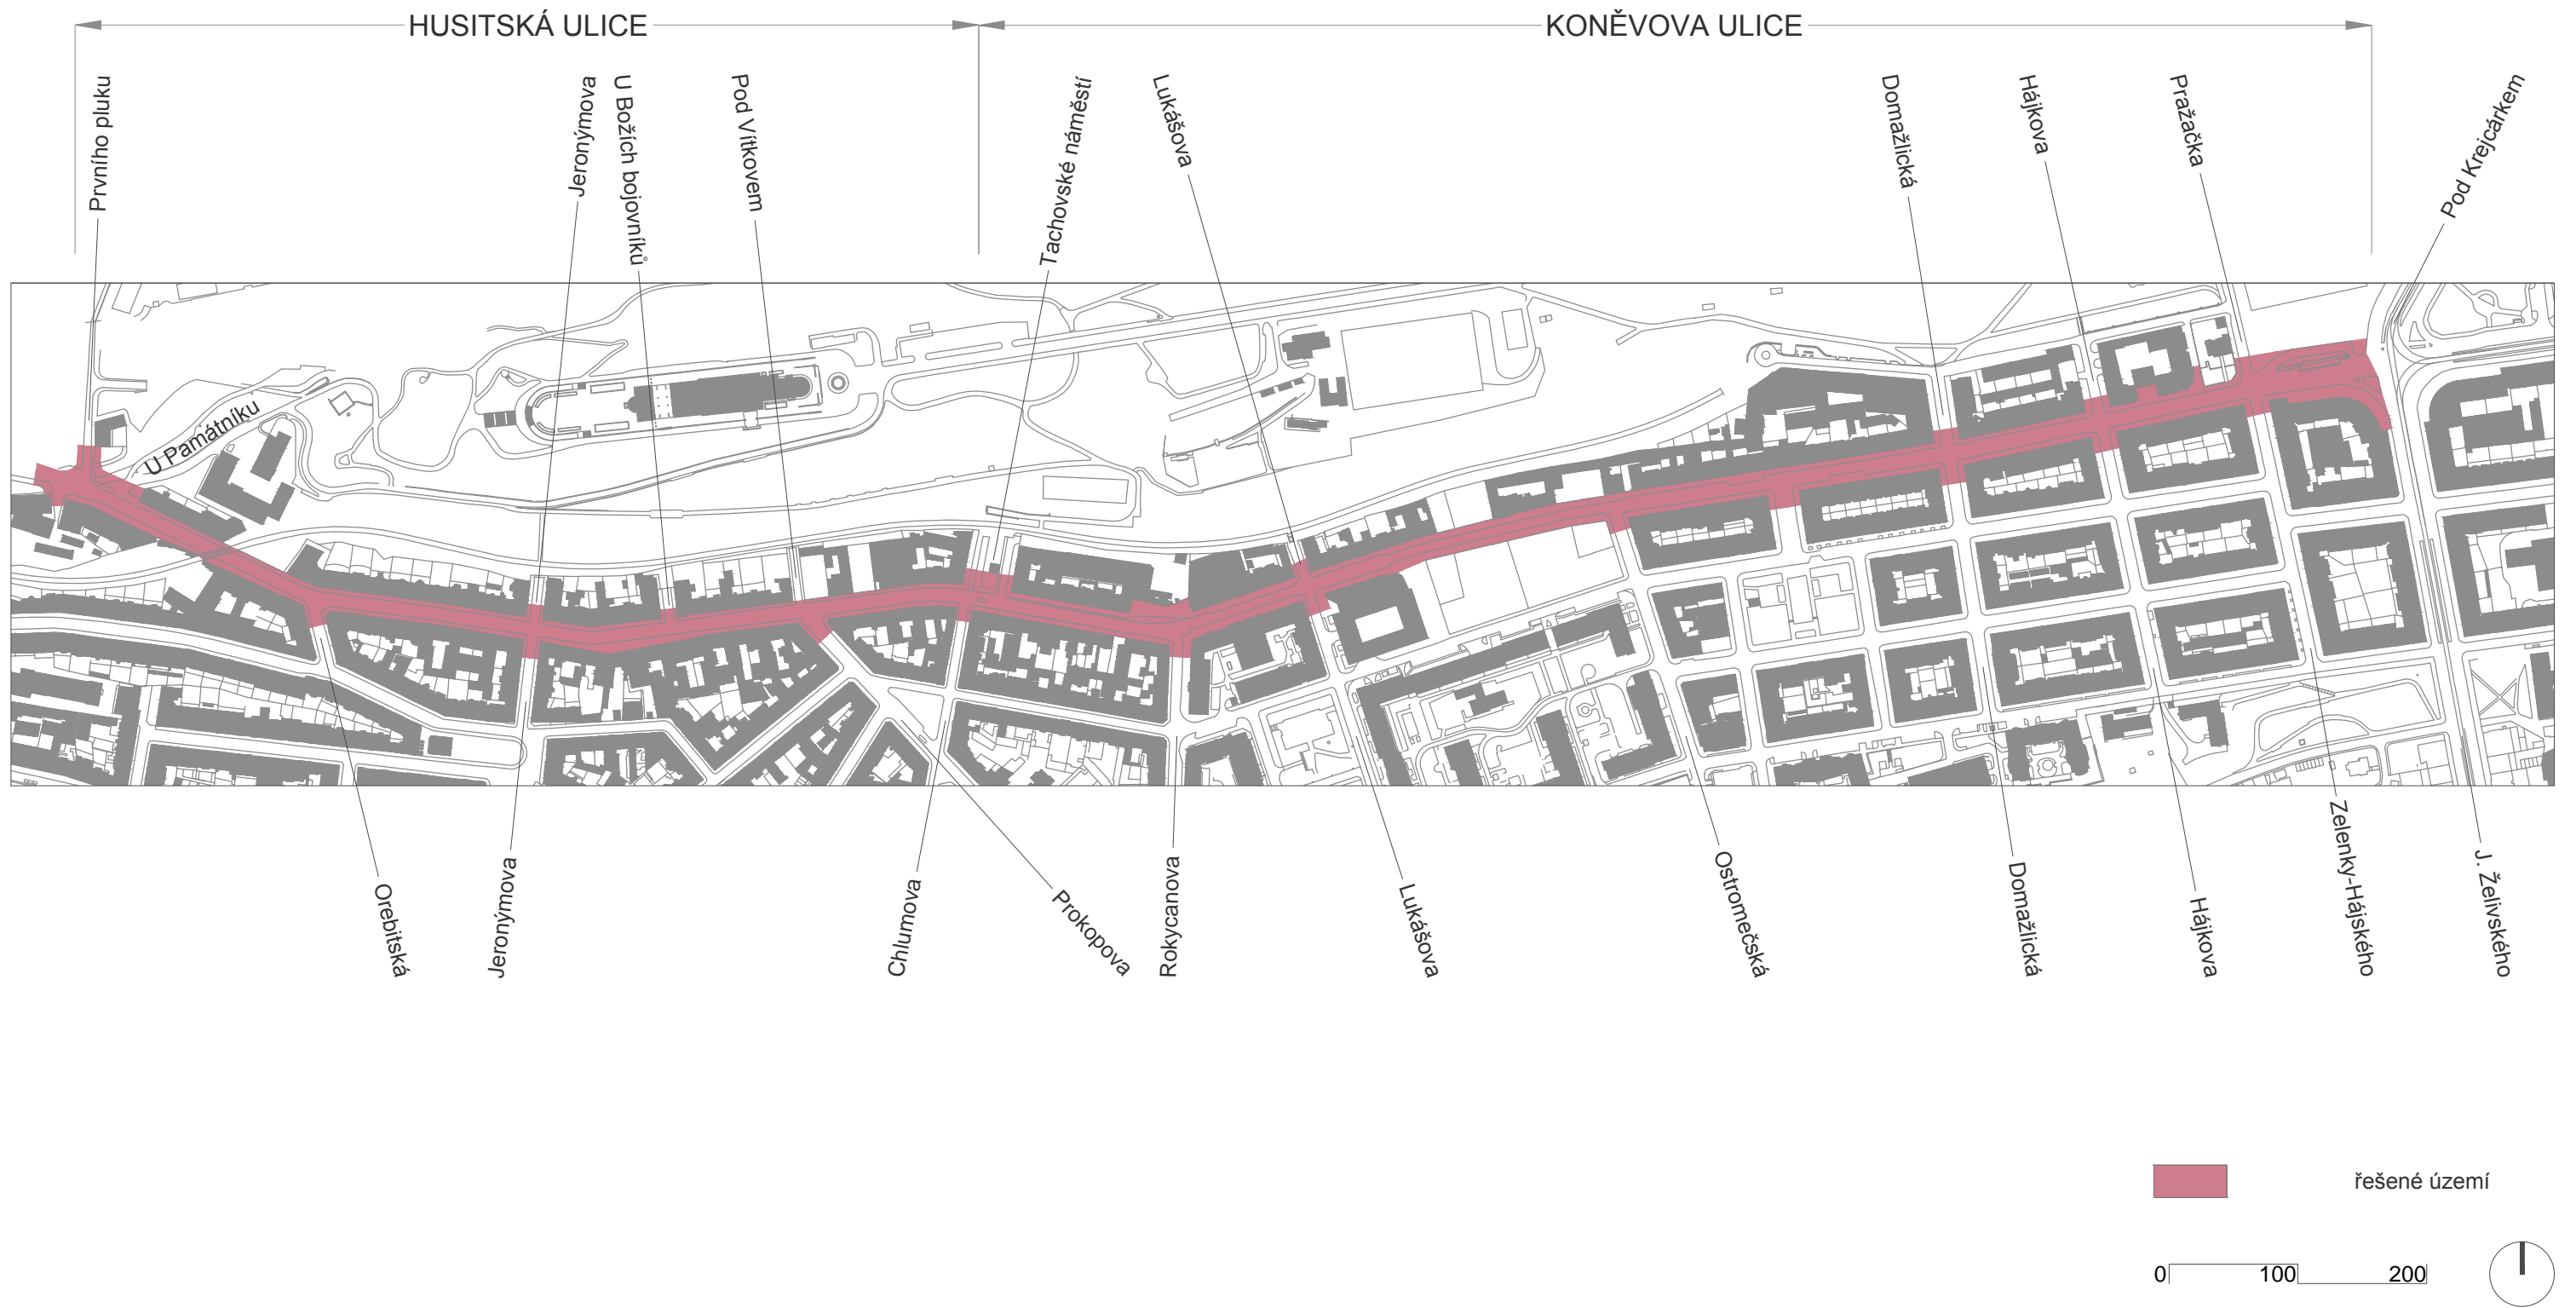 HUSITSKÁ ULICE
KONĚVOVA ULICE
Prvního pluku
Jeronýmova
U Božích bojovníků
Pod Vítkovem
Tachovské náměstí
Lukášova
Domažlická
Hájkova
Pražačka
Pod Krejcárkem
U Památníku
Orebitská
Jeronýmova
Chlumova
Prokopova
Rokycanova
Lukášova
Ostromečská
Domažlická
Hájkova
Zelenky-Hájského
J. Želivského
řešené území
0 100 200